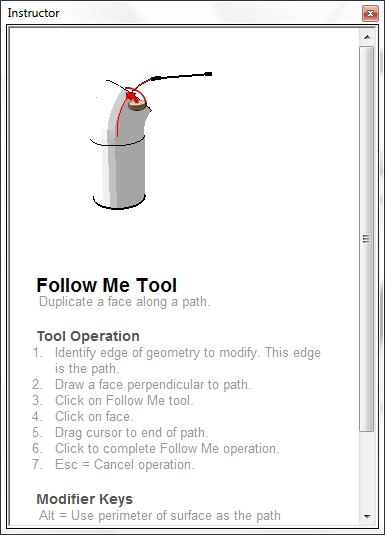 Instructor
Follow Me Tool
Duplicate a face along a path.
Tool Operation
1. Identify edge of geometry to modify. This edge
is the path.
2. Draw a face perpendicular to path.
3. Click on Follow Me tool.
4. Click on face.
5. Drag cursor to end of path.
6. Click to complete Follow Me operation.
7. Esc = Cancel operation.
Modifier Keys
Alt = Use perimeter of surface as the path